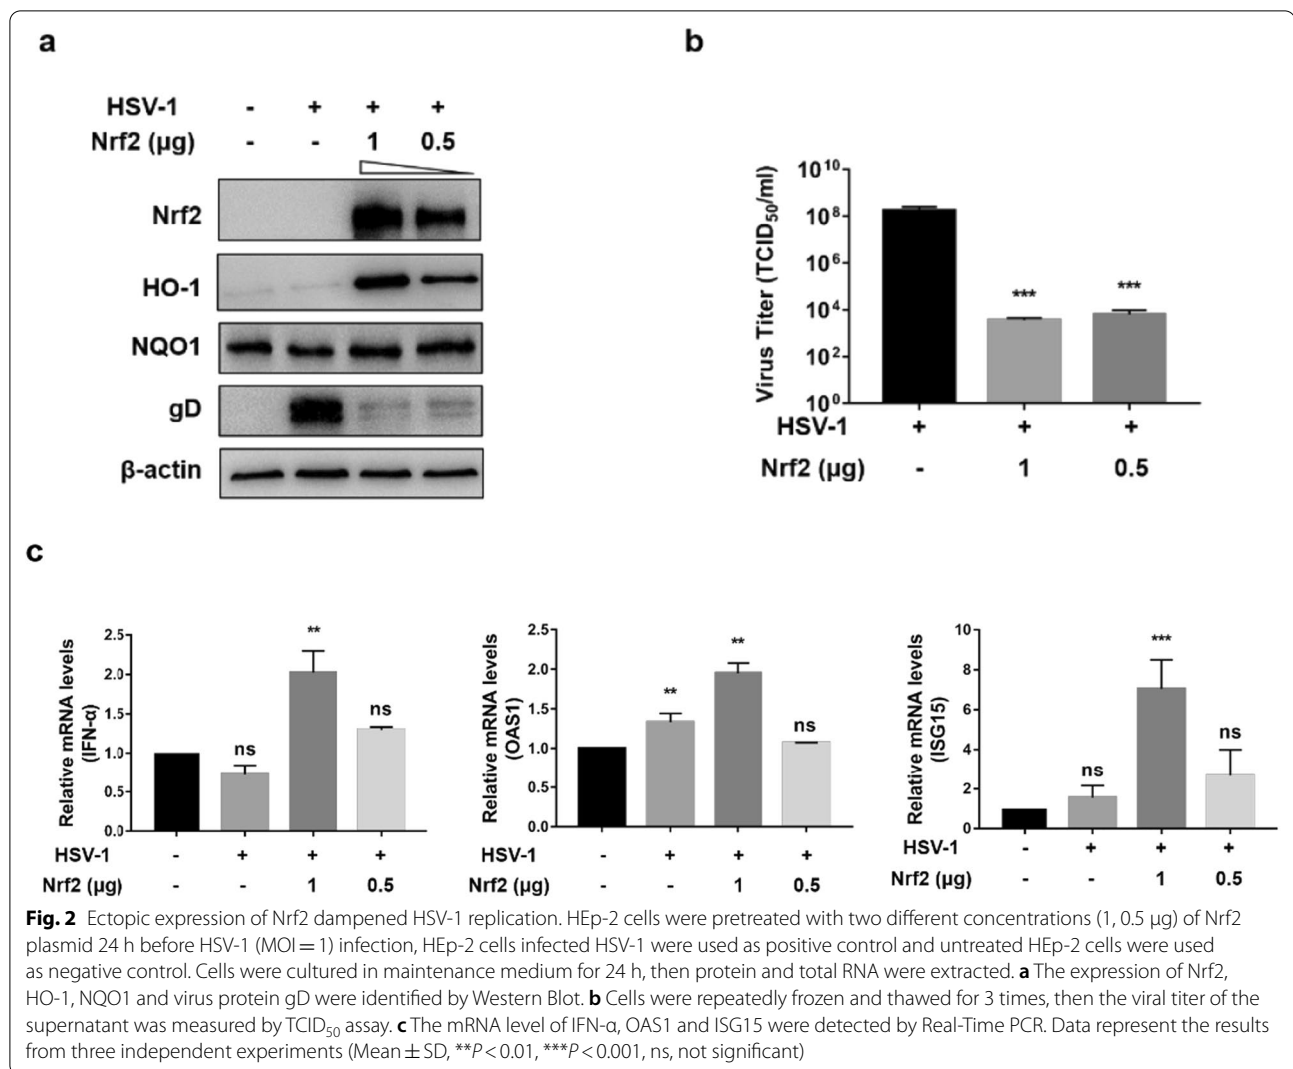 a
HSV-1 - + + +
Nrf2 (µg) - - 1 0.5
Nrf2
HO-1
NQO1
gD
β-actin
b
Virus Titer (TCID50/ml)
10^10
10^8
10^6
10^4
10^2
10^0
*** ***
HSV-1 + + +
Nrf2 (µg) - 1 0.5
c
Relative mRNA levels
(IFN-α)
2.5
2.0
1.5
1.0
0.5
0.0
ns ** ns
HSV-1 - + + +
Nrf2 (µg) - - 1 0.5
Relative mRNA levels
(OAS1)
2.5
2.0
1.5
1.0
0.5
0.0
** ** ns
HSV-1 - + + +
Nrf2 (µg) - - 1 0.5
Relative mRNA levels
(ISG15)
10
8
6
4
2
0
ns *** ns
HSV-1 - + + +
Nrf2 (µg) - - 1 0.5
Fig. 2 Ectopic expression of Nrf2 dampened HSV-1 replication. HEp-2 cells were pretreated with two different concentrations (1, 0.5 µg) of Nrf2
plasmid 24 h before HSV-1 (MOI = 1) infection, HEp-2 cells infected HSV-1 were used as positive control and untreated HEp-2 cells were used
as negative control. Cells were cultured in maintenance medium for 24 h, then protein and total RNA were extracted. a The expression of Nrf2,
HO-1, NQO1 and virus protein gD were identified by Western Blot. b Cells were repeatedly frozen and thawed for 3 times, then the viral titer of the
supernatant was measured by TCID50 assay. c The mRNA level of IFN-α, OAS1 and ISG15 were detected by Real-Time PCR. Data represent the results
from three independent experiments (Mean ± SD, **P < 0.01, ***P < 0.001, ns, not significant)